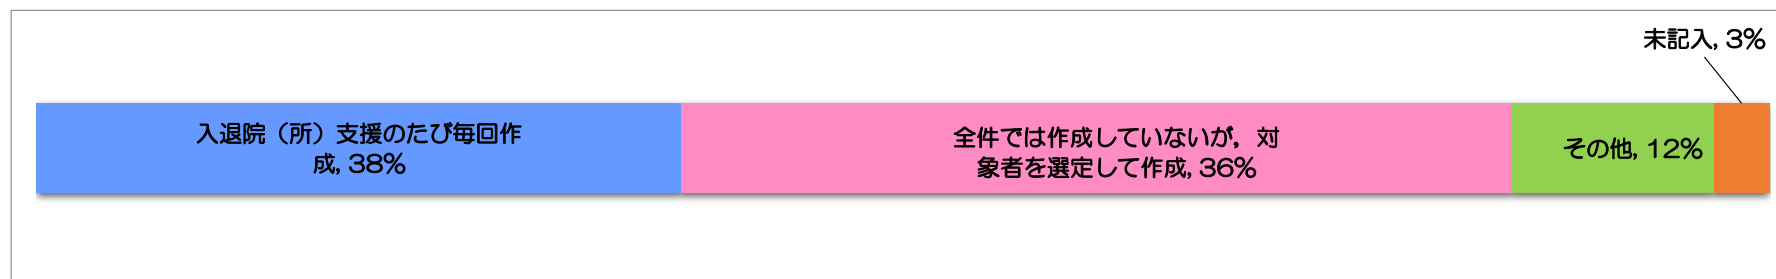 未記入, 3%
入退院（所）支援のたび毎回作
成, 38%
全件では作成していないが，対
象者を選定して作成, 36%
その他, 12%